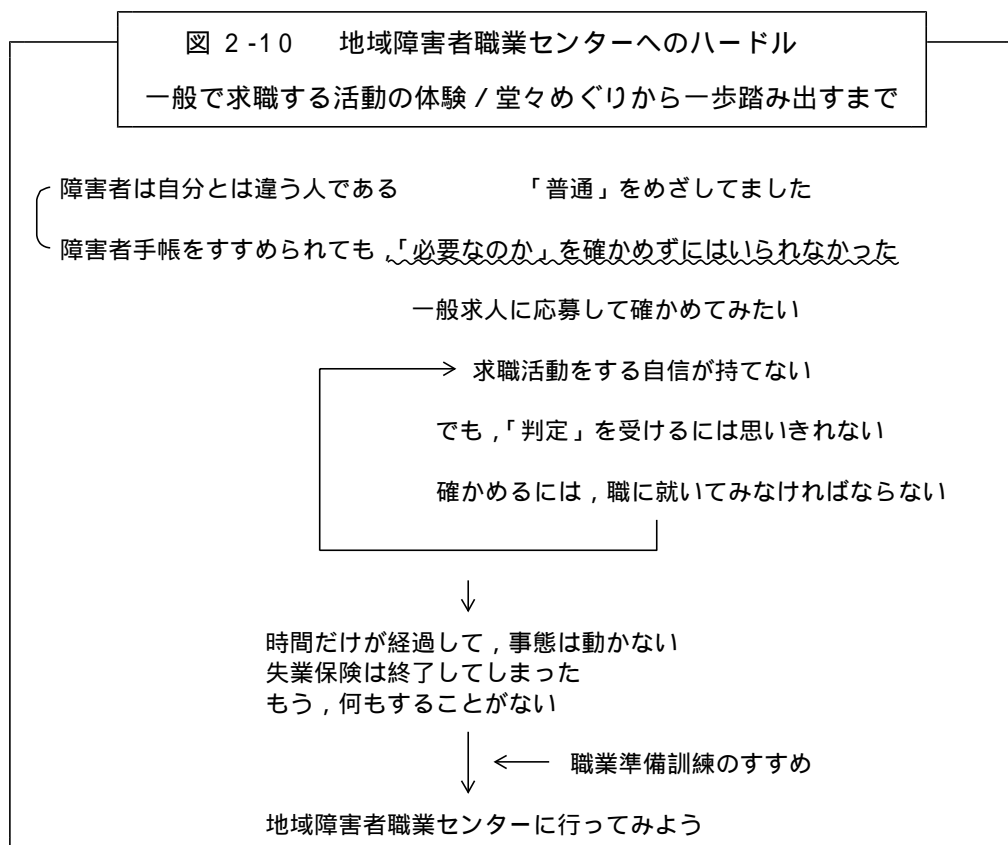 図 2-10　地域障害者職業センターへのハードル
一般で求職する活動の体験 / 堂々めぐりから一歩踏み出すまで
障害者は自分とは違う人である　「普通」をめざしてました
障害者手帳をすすめられても，「必要なのか」を確かめずにはいられなかった
一般求人に応募して確かめてみたい
求職活動をする自信が持てない
でも，「判定」を受けるには思いきれない
確かめるには，職に就いてみなければならない
時間だけが経過して，事態は動かない
失業保険は終了してしまった
もう，何もすることがない
職業準備訓練のすすめ
地域障害者職業センターに行ってみよう